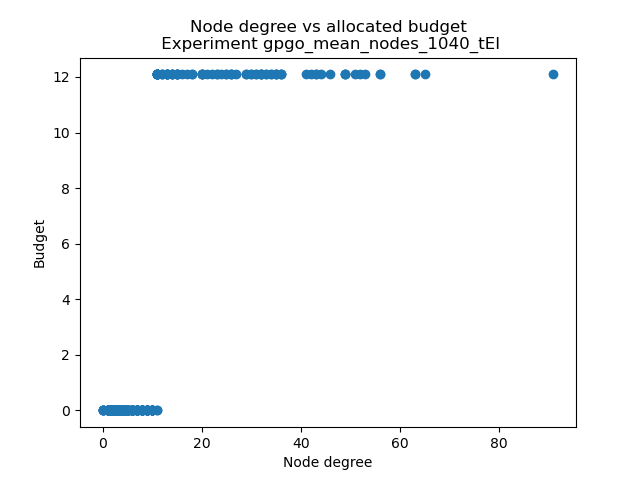 Node degree vs allocated budget
Experiment gpgo_mean_nodes_1040_tEI
12
10
8
6
4
2
0
Budget
0 20 40 60 80
Node degree